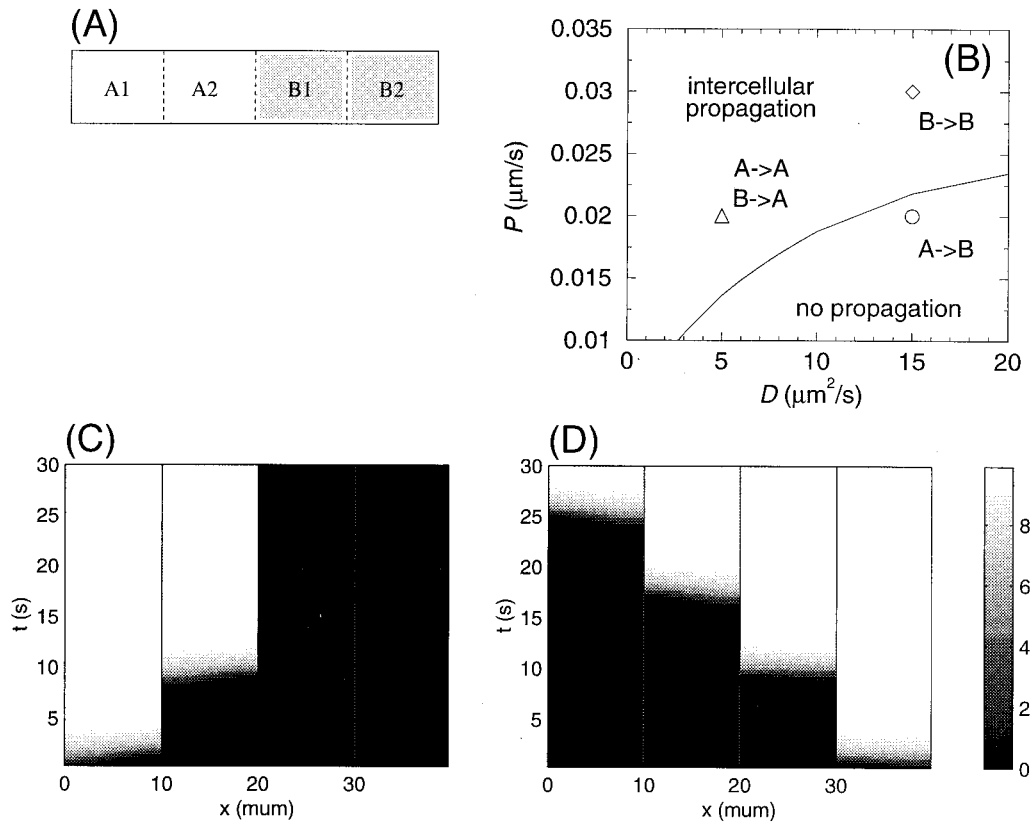 (A)
A1 A2 B1 B2
(B)
0.035
0.03
0.025
0.02
0.015
0.01
P (μm/s)
intercellular
propagation
B->B
A->A
B->A
A->B
no propagation
0 5 10 15 20
D (μm²/s)
(C)
30
25
20
15
10
5
t (s)
0 10 20 30
x (mum)
(D)
30
25
20
15
10
5
t (s)
0 10 20 30
x (mum)
8
6
4
2
0